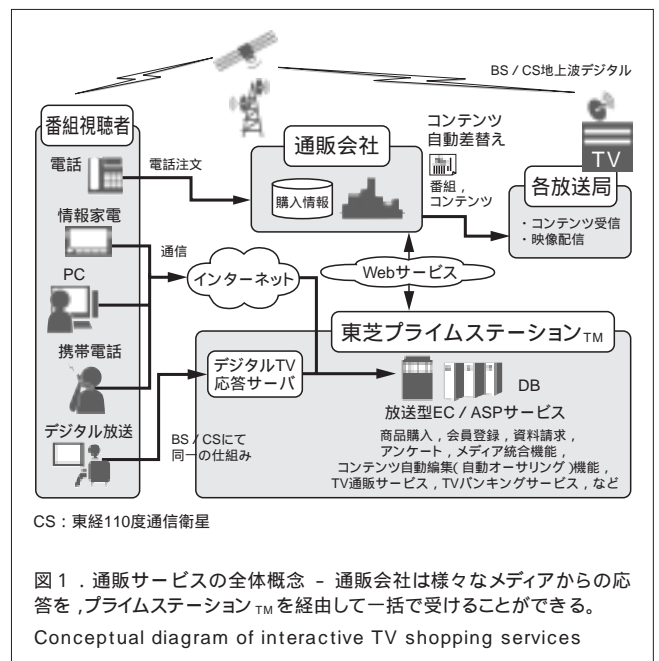 BS / CS地上波デジタル
番組視聴者
電話
電話注文
情報家電
通信
PC
携帯電話
デジタル放送
BS / CSにて
同一の仕組み
インターネット
通販会社
購入情報
コンテンツ
自動差替え
番組，
コンテンツ
TV
各放送局
・コンテンツ受信
・映像配信
Webサービス
東芝プライムステーションTM
デジタルTV
応答サーバ
DB
放送型EC / ASPサービス
商品購入，会員登録，資料請求，
アンケート，メディア統合機能，
コンテンツ自動編集（自動オーサリング）機能，
TV通販サービス，TVバンキングサービス，など
CS：東経110度通信衛星
図1．通販サービスの全体概念 － 通販会社は様々なメディアからの応
答を，プライムステーションTMを経由して一括で受けることができる。
Conceptual diagram of interactive TV shopping services